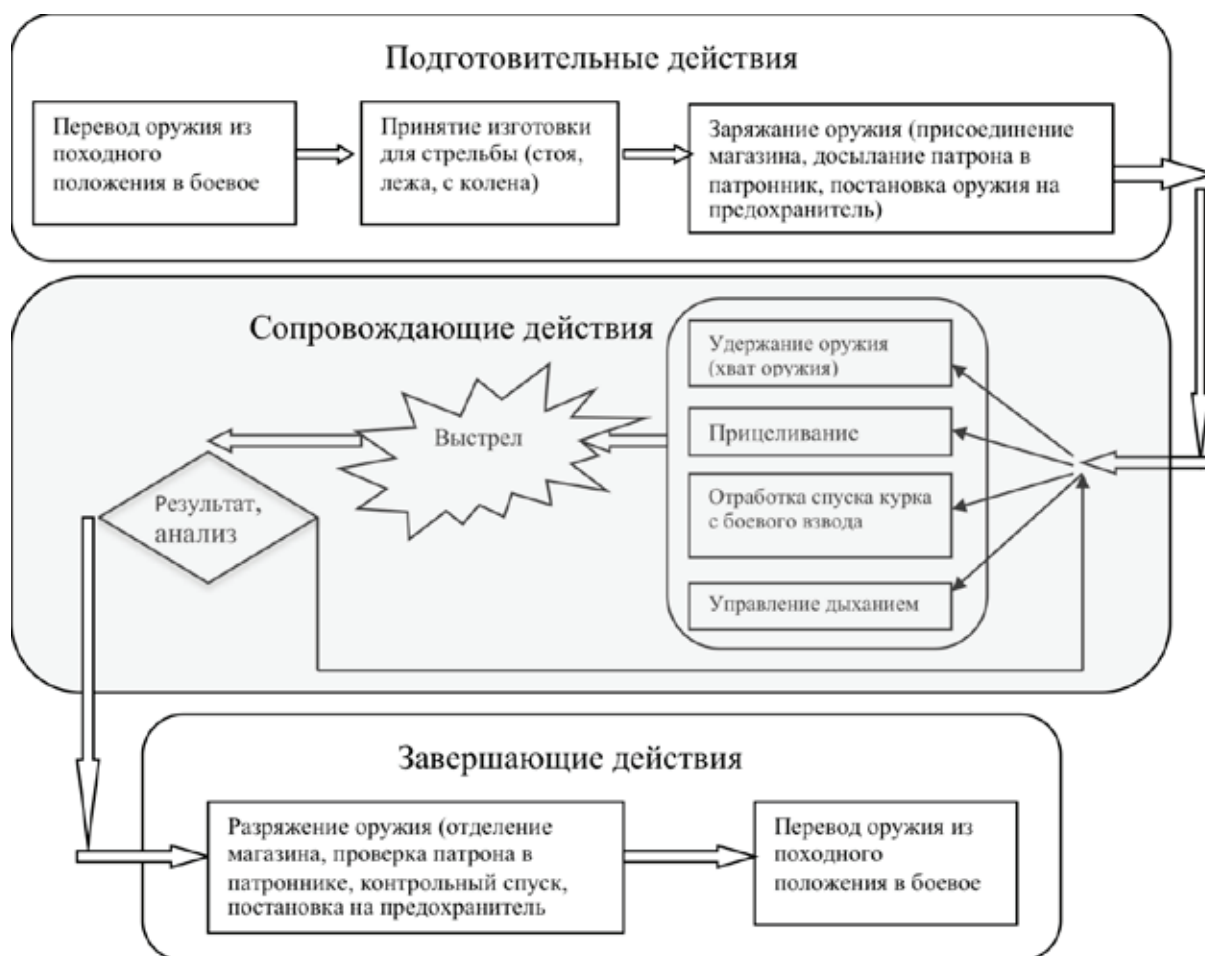 Подготовительные действия
Перевод оружия из
походного
положения в боевое
Принятие изготовки
для стрельбы (стоя,
лежа, с колена)
Заряжание оружия (присоединение
магазина, досылание патрона в
патронник, постановка оружия на
предохранитель)
Сопровождающие действия
Удержание оружия
(хват оружия)
Прицеливание
Отработка спуска курка
с боевого взвода
Управление дыханием
Выстрел
Результат,
анализ
Завершающие действия
Разряжение оружия (отделение
магазина, проверка патрона в
патроннике, контрольный спуск,
постановка на предохранитель
Перевод оружия из
походного
положения в боевое